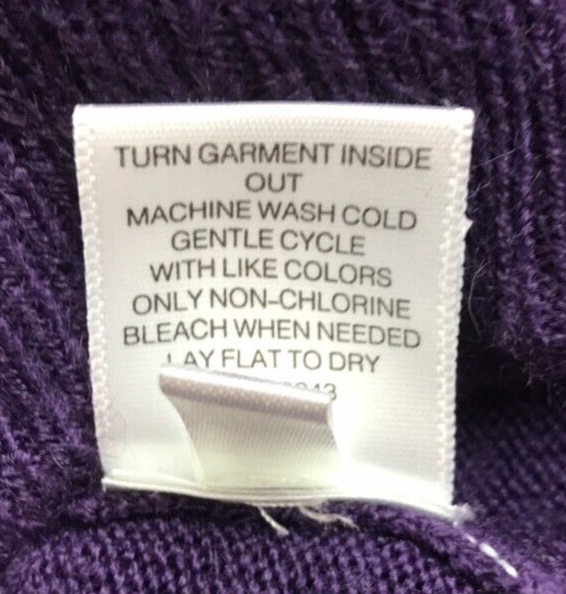 TURN GARMENT INSIDE
OUT
MACHINE WASH COLD
GENTLE CYCLE
WITH LIKE COLORS
ONLY NON-CHLORINE
BLEACH WHEN NEEDED
LAY FLAT TO DRY